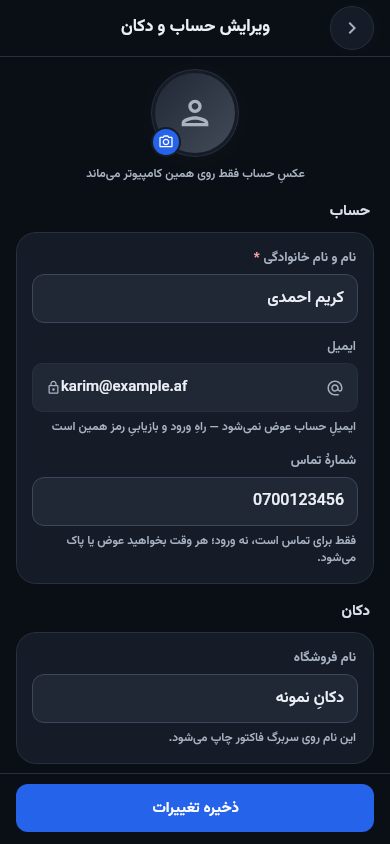 ویرایش حساب و دکان
عکسِ حساب فقط روی همین کامپیوتر می‌ماند
حساب
نام و نام خانوادگی *
کریم احمدی
ایمیل
karim@example.af
ایمیلِ حساب عوض نمی‌شود — راهِ ورود و بازیابیِ رمز همین است
شمارهٔ تماس
0700123456
فقط برای تماس است، نه ورود؛ هر وقت بخواهید عوض یا پاک
می‌شود.
دکان
نام فروشگاه
دکانِ نمونه
این نام روی سربرگ فاکتور چاپ می‌شود.
ذخیره تغییرات